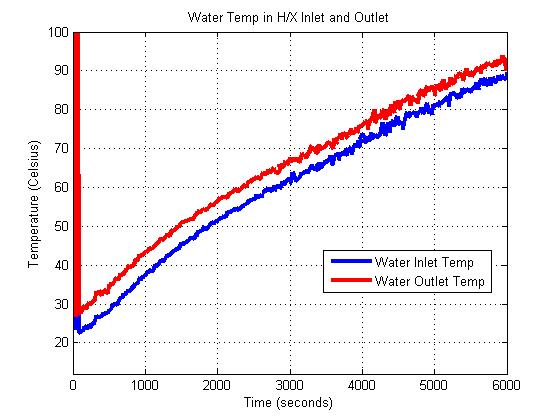 Water Temp in H/X Inlet and Outlet
100
90
80
70
60
50
40
30
20
Temperature (Celsius)
Water Inlet Temp
Water Outlet Temp
0 1000 2000 3000 4000 5000 6000
Time (seconds)